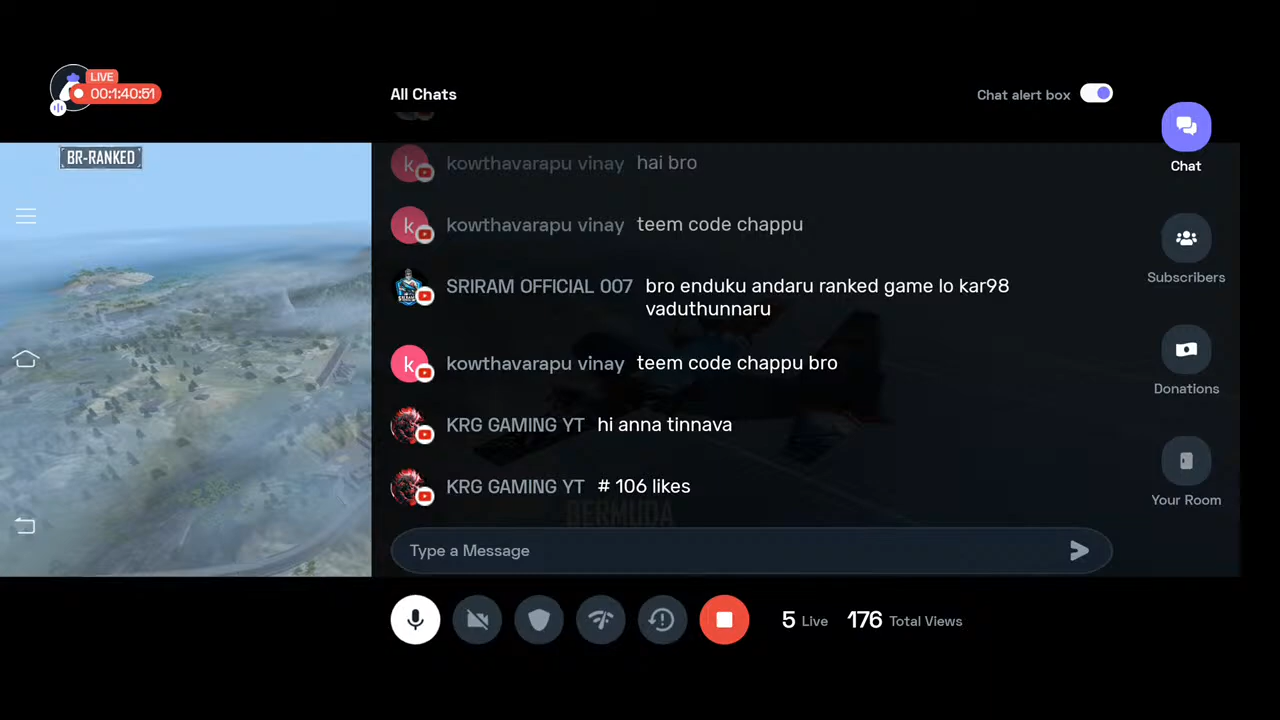 LIVE
00:1:40:51
All Chats
Chat alert box
BR-RANKED
kowthavarapu vinay hai bro
Chat
kowthavarapu vinay teem code chappu
SRIRAM OFFICIAL 007 bro enduku andaru ranked game lo kar98
vaduthunnaru
Subscribers
kowthavarapu vinay teem code chappu bro
Donations
KRG GAMING YT hi anna tinnava
KRG GAMING YT # 106 likes
Your Room
BERMUDA
Type a Message
5 Live 176 Total Views